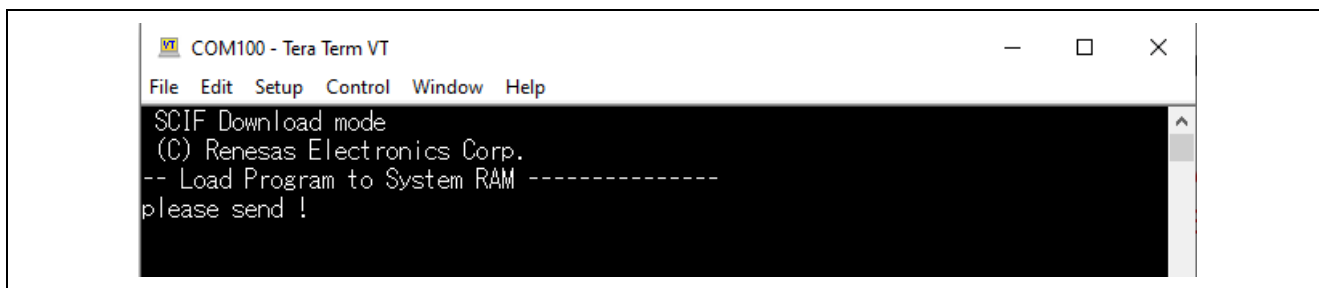 VT COM100 - Tera Term VT
File Edit Setup Control Window Help
SCIF Download mode
(C) Renesas Electronics Corp.
-- Load Program to System RAM ---------------
please send !